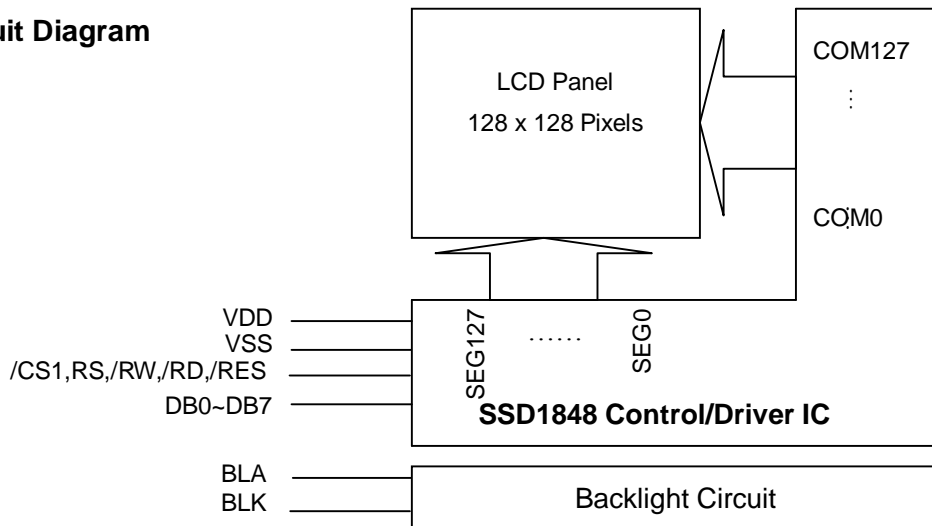 uit Diagram
LCD Panel
128 x 128 Pixels
COM127
⋮
COM0
VDD
VSS
/CS1,RS,/RW,/RD,/RES
DB0~DB7
SEG127
......
SEG0
SSD1848 Control/Driver IC
BLA
BLK
Backlight Circuit